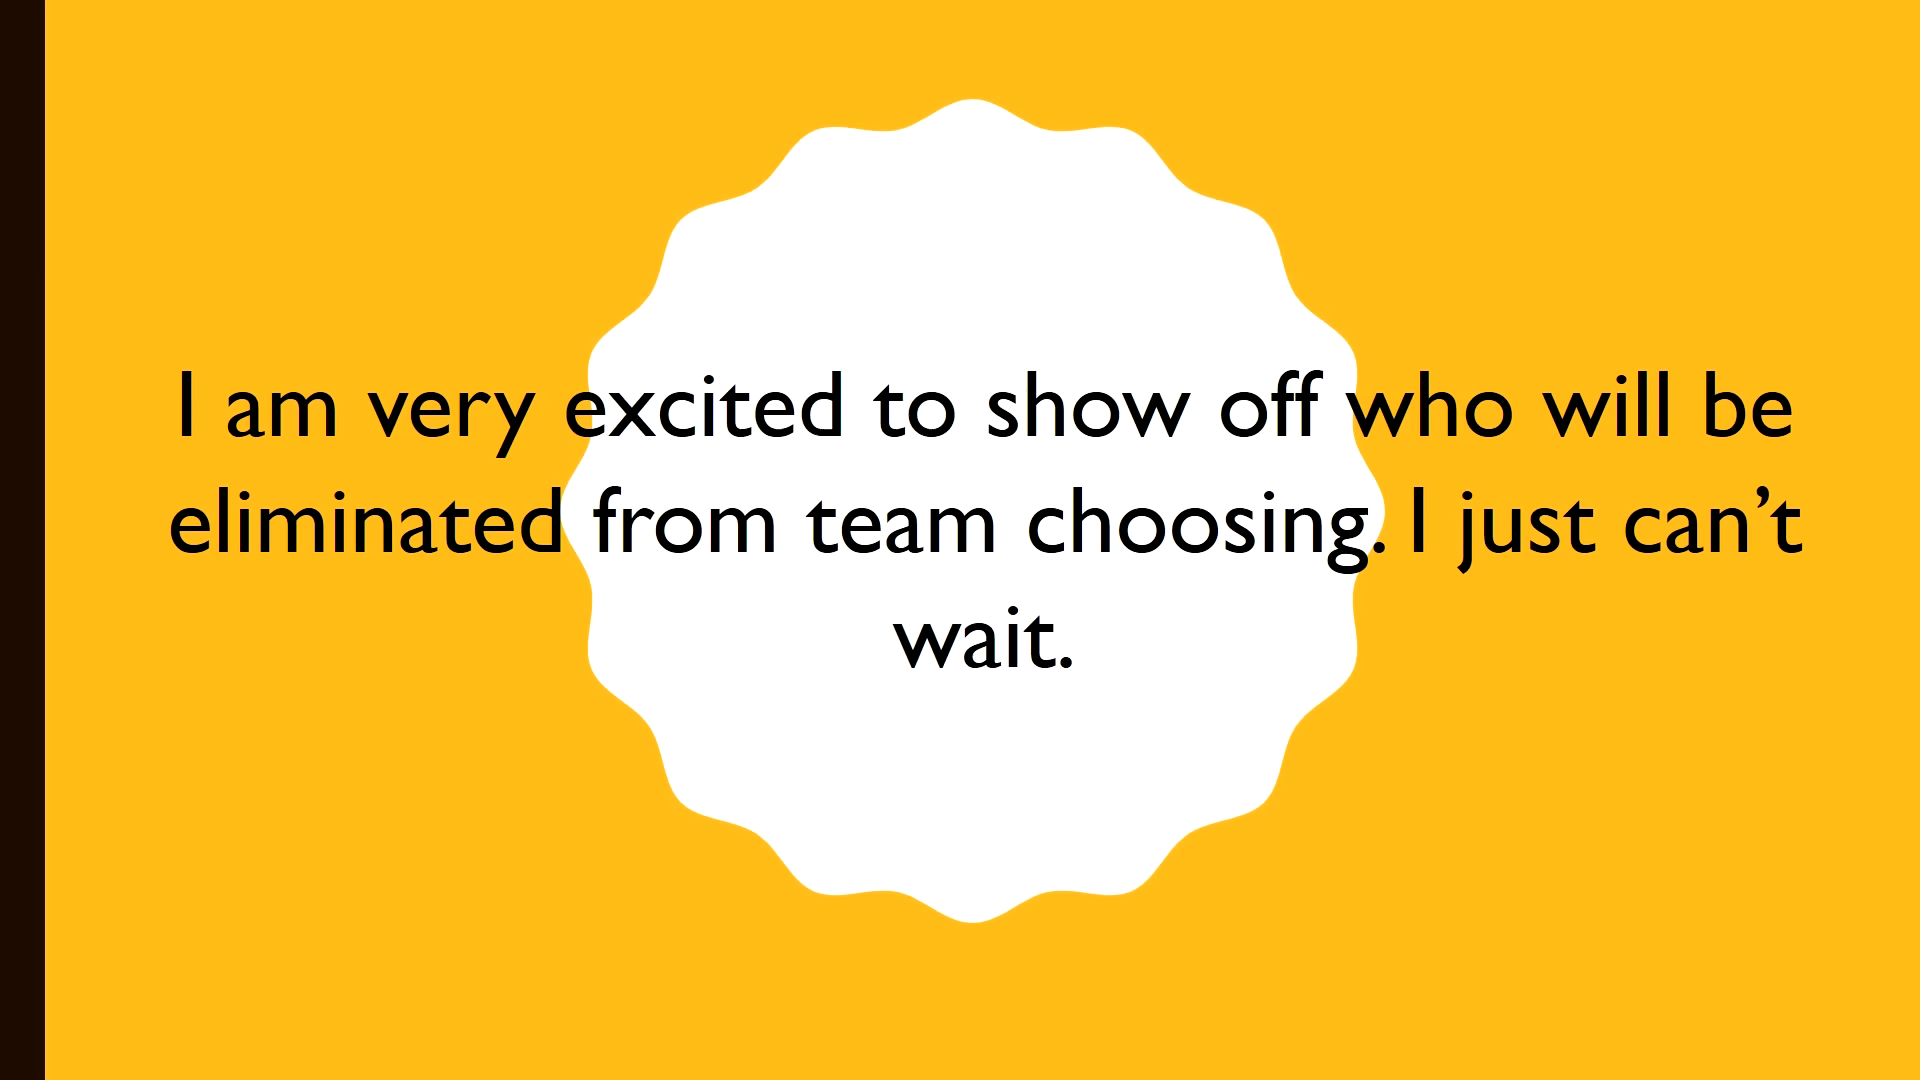 I am very excited to show off who will be
eliminated from team choosing. I just can’t
wait.